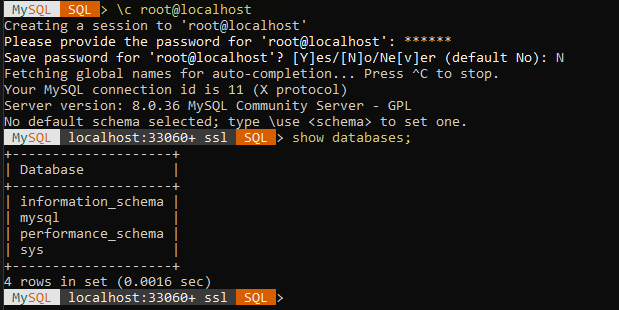 MySQL SQL > \c root@localhost
Creating a session to 'root@localhost'
Please provide the password for 'root@localhost': ******
Save password for 'root@localhost'? [Y]es/[N]o/Ne[v]er (default No): N
Fetching global names for auto-completion... Press ^C to stop.
Your MySQL connection id is 11 (X protocol)
Server version: 8.0.36 MySQL Community Server - GPL
No default schema selected; type \use <schema> to set one.
MySQL localhost:33060+ ssl SQL > show databases;
+--------------------+
| Database           |
+--------------------+
| information_schema |
| mysql              |
| performance_schema |
| sys                |
+--------------------+
4 rows in set (0.0016 sec)
MySQL localhost:33060+ ssl SQL >